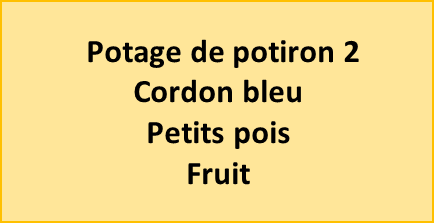 Potage de potiron 2
Cordon bleu
Petits pois
Fruit